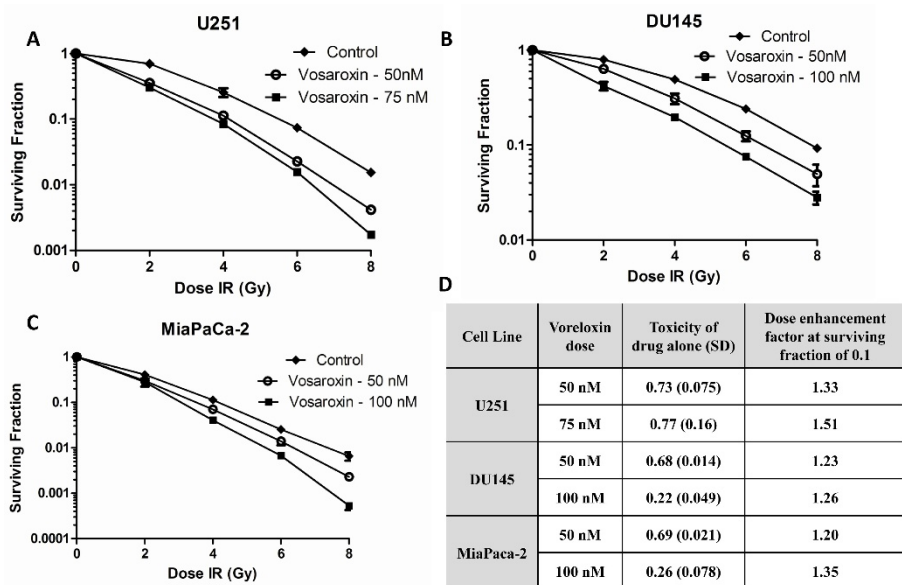 A
U251
Control
Vosaroxin - 50nM
Vosaroxin - 75 nM
Surviving Fraction
1
0.1
0.01
0.001
0 2 4 6 8
Dose IR (Gy)
B
DU145
Control
Vosaroxin - 50nM
Vosaroxin - 100 nM
Surviving Fraction
1
0.1
0.01
0 2 4 6 8
Dose IR (Gy)
C
MiaPaCa-2
Control
Vosaroxin - 50 nM
Vosaroxin - 100 nM
Surviving Fraction
1
0.1
0.01
0.001
0.0001
0 2 4 6 8
Dose IR (Gy)
D
Cell Line Voreloxin dose Toxicity of drug alone (SD) Dose enhancement factor at surviving fraction of 0.1
U251 50 nM 0.73 (0.075) 1.33
75 nM 0.77 (0.16) 1.51
DU145 50 nM 0.68 (0.014) 1.23
100 nM 0.22 (0.049) 1.26
MiaPaca-2 50 nM 0.69 (0.021) 1.20
100 nM 0.26 (0.078) 1.35